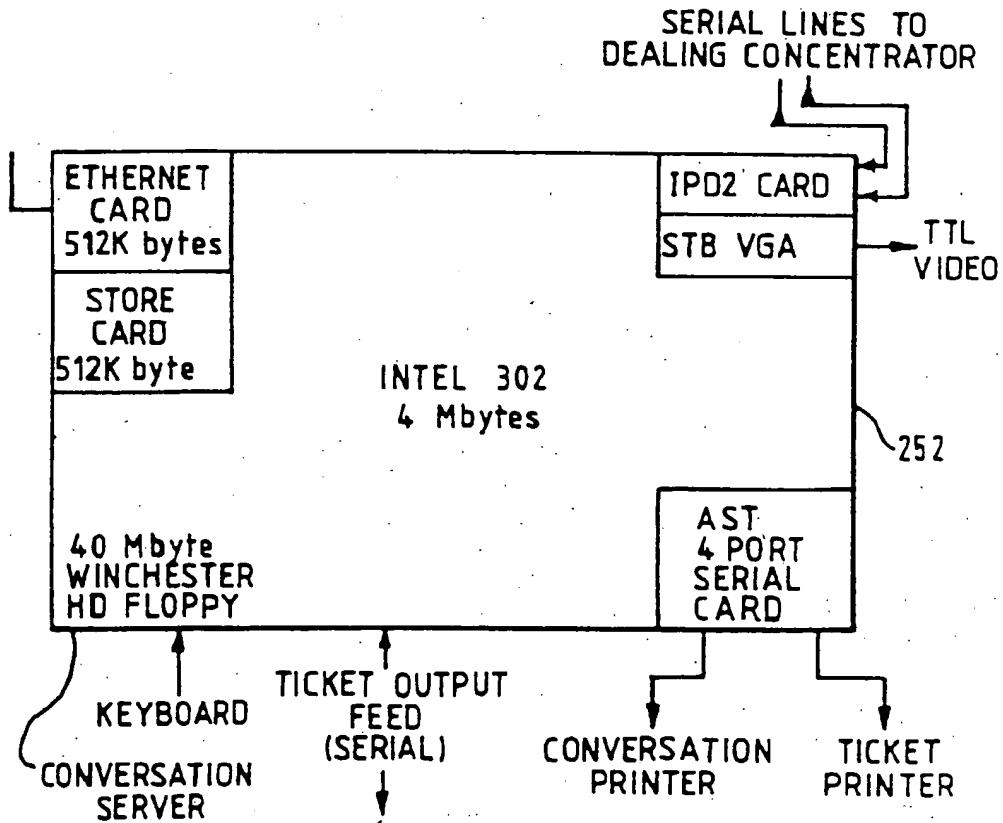 SERIAL LINES TO
DEALING CONCENTRATOR
ETHERNET
CARD
512K bytes
IPD2 CARD
STB VGA
TTL
VIDEO
STORE
CARD
512K byte
INTEL 302
4 Mbytes
252
40 Mbyte
WINCHESTER
HD FLOPPY
AST
4 PORT
SERIAL
CARD
KEYBOARD
TICKET OUTPUT
FEED
(SERIAL)
CONVERSATION
SERVER
CONVERSATION
PRINTER
TICKET
PRINTER